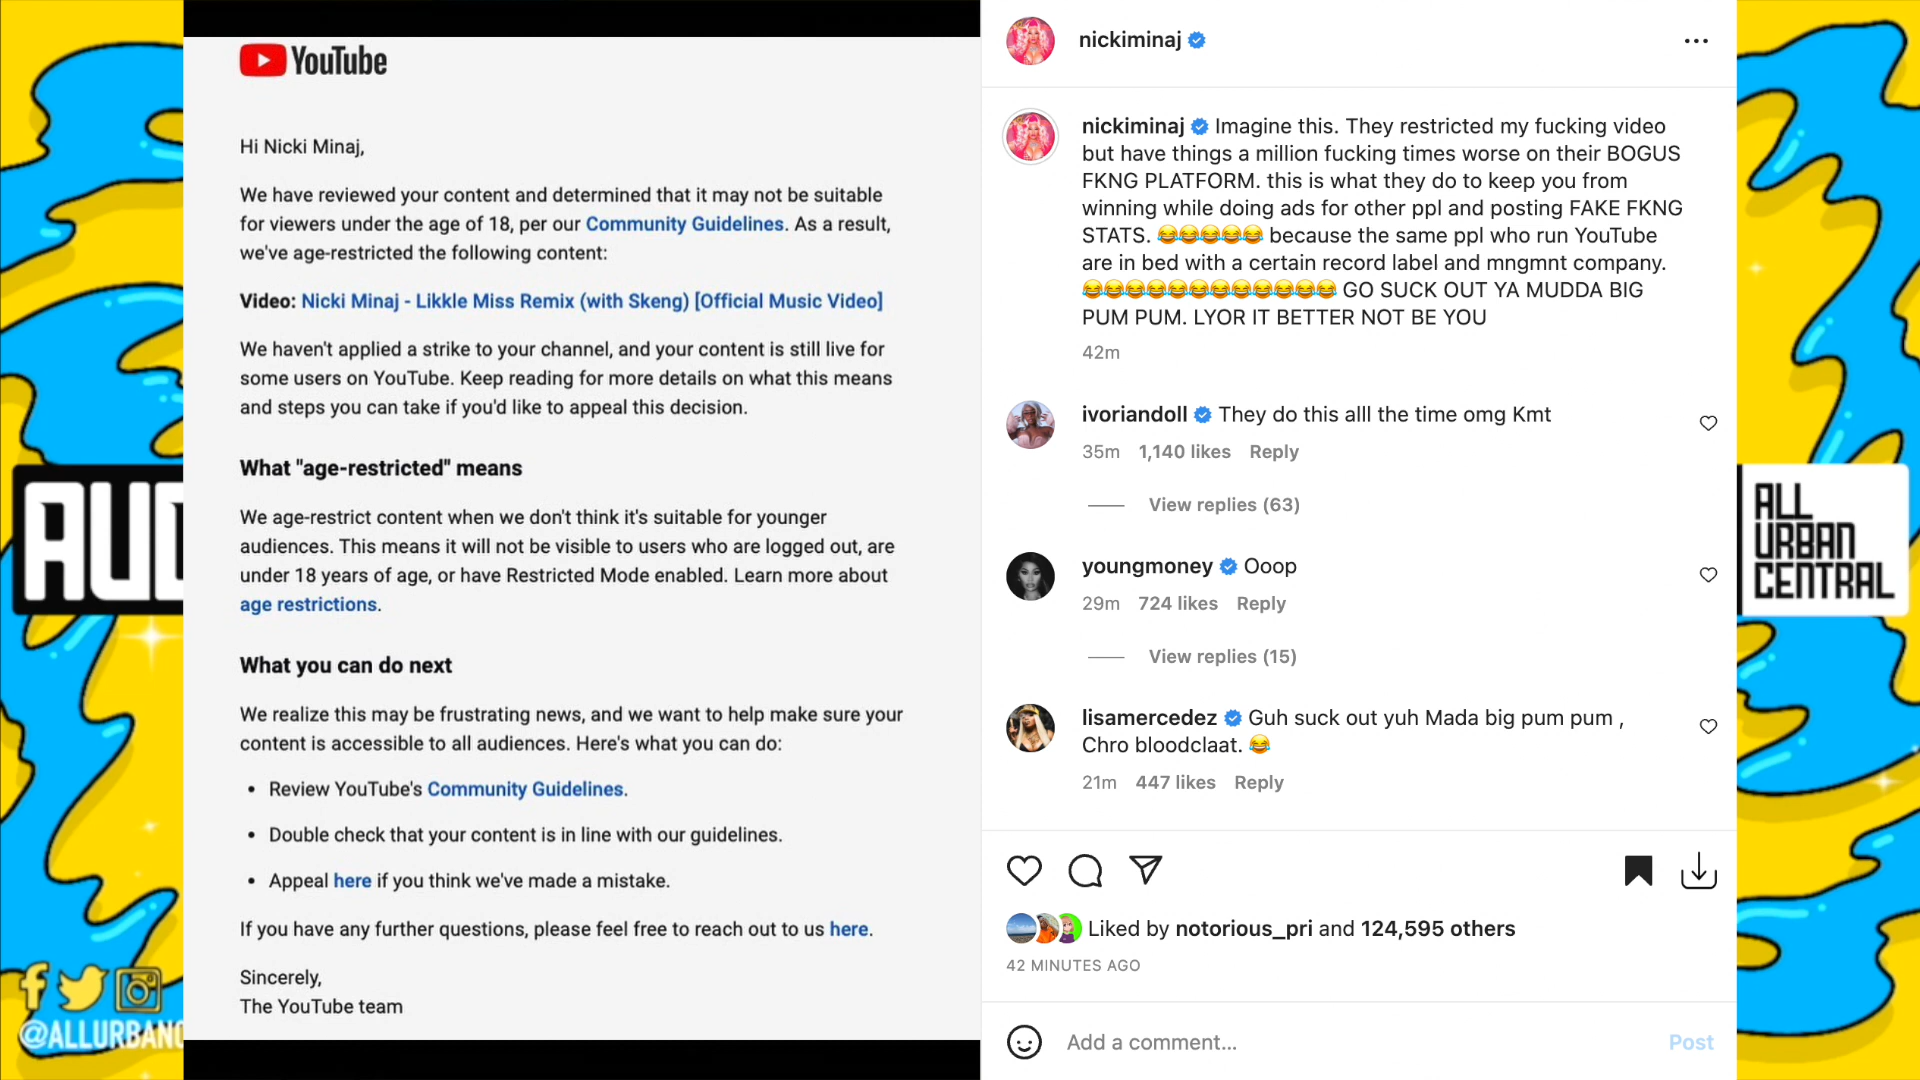 YouTube
Hi Nicki Minaj,
We have reviewed your content and determined that it may not be suitable
for viewers under the age of 18, per our Community Guidelines. As a result,
we've age-restricted the following content:
Video: Nicki Minaj - Likkle Miss Remix (with Skeng) [Official Music Video]
We haven't applied a strike to your channel, and your content is still live for
some users on YouTube. Keep reading for more details on what this means
and steps you can take if you'd like to appeal this decision.
What "age-restricted" means
We age-restrict content when we don't think it's suitable for younger
audiences. This means it will not be visible to users who are logged out, are
under 18 years of age, or have Restricted Mode enabled. Learn more about
age restrictions.
What you can do next
We realize this may be frustrating news, and we want to help make sure your
content is accessible to all audiences. Here's what you can do:
• Review YouTube's Community Guidelines.
• Double check that your content is in line with our guidelines.
• Appeal here if you think we've made a mistake.
If you have any further questions, please feel free to reach out to us here.
Sincerely,
The YouTube team
nickiminaj
nickiminaj Imagine this. They restricted my fucking video
but have things a million fucking times worse on their BOGUS
FKNG PLATFORM. this is what they do to keep you from
winning while doing ads for other ppl and posting FAKE FKNG
STATS. 😂😂😂😂😂 because the same ppl who run YouTube
are in bed with a certain record label and mngmnt company.
😂😂😂😂😂😂😂😂😂😂😂😂 GO SUCK OUT YA MUDDA BIG
PUM PUM. LYOR IT BETTER NOT BE YOU
42m
ivoriandoll They do this alll the time omg Kmt
35m 1,140 likes Reply
View replies (63)
youngmoney Ooop
29m 724 likes Reply
View replies (15)
lisamercedez Guh suck out yuh Mada big pum pum ,
Chro bloodclaat. 😂
21m 447 likes Reply
Liked by notorious_pri and 124,595 others
42 MINUTES AGO
Add a comment...
Post
AUC
@ALLURBANC
ALL
URBAN
CENTRAL